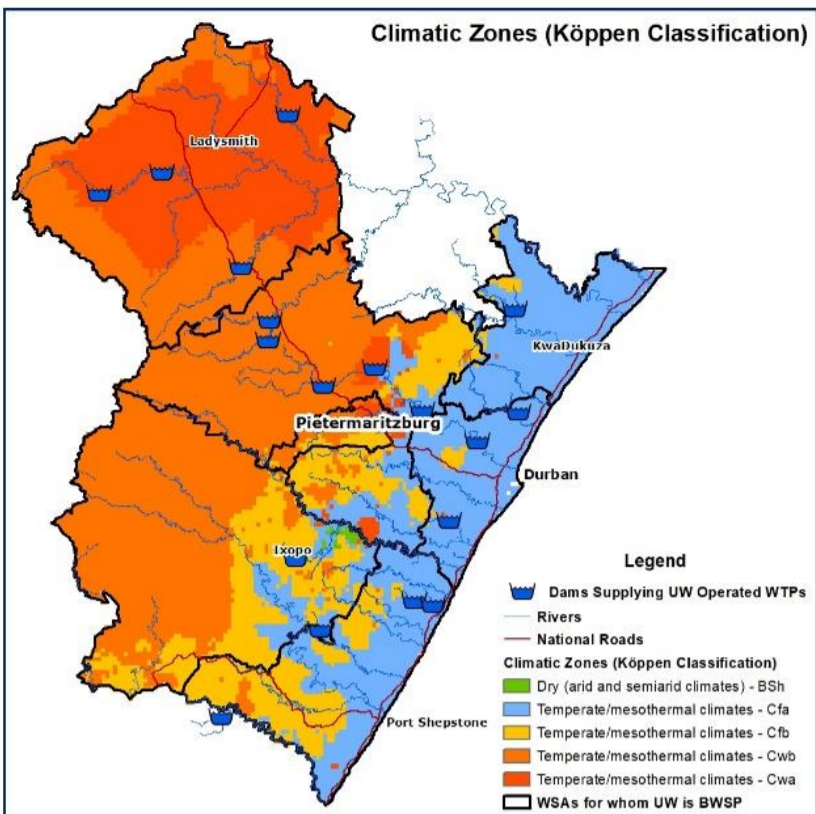 Climatic Zones (Köppen Classification)
Ladysmith
KwaDukuza
Pietermaritzburg
Durban
Ixopo
Port Shepstone
Legend
Dams Supplying UW Operated WTPs
Rivers
National Roads
Climatic Zones (Köppen Classification)
Dry (arid and semiarid climates) - BSh
Temperate/mesothermal climates - Cfa
Temperate/mesothermal climates - Cfb
Temperate/mesothermal climates - Cwb
Temperate/mesothermal climates - Cwa
WSAs for whom UW is BWSP